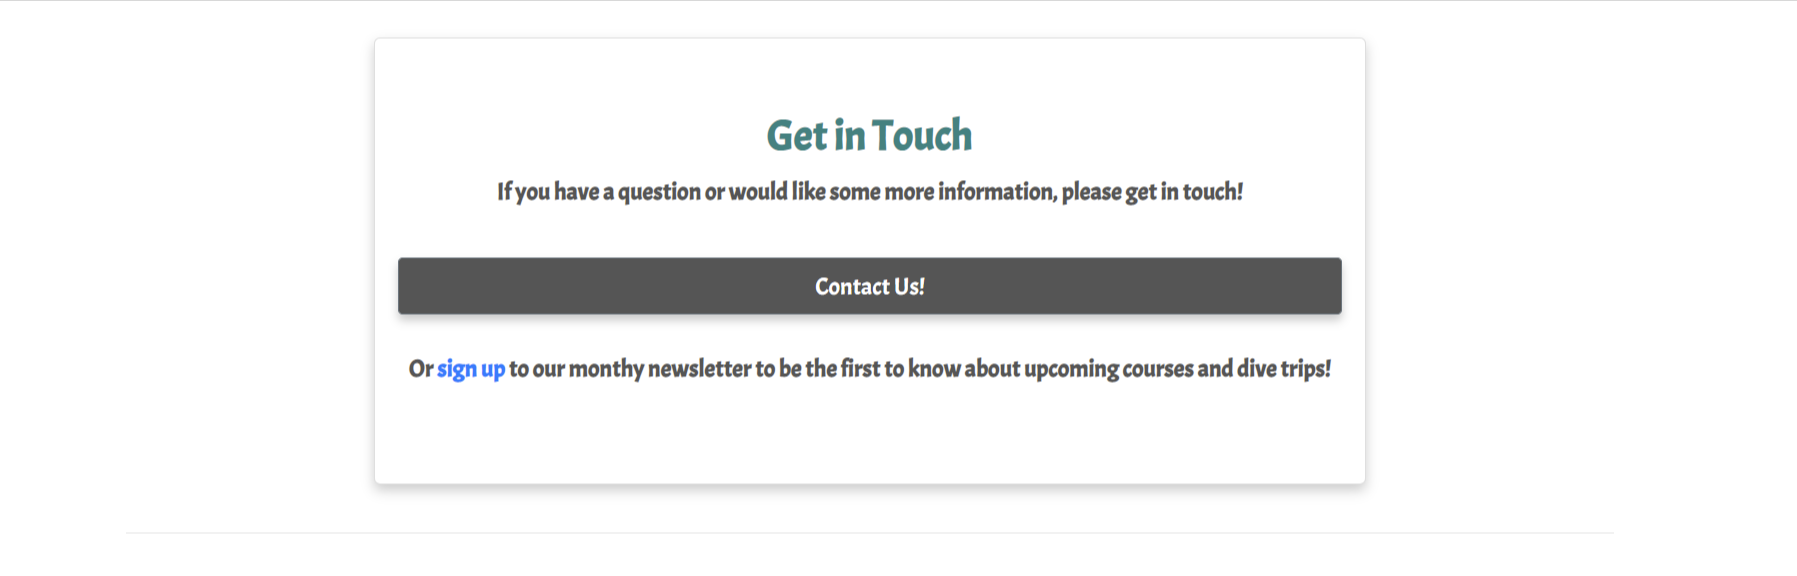 Get in Touch
If you have a question or would like some more information, please get in touch!
Contact Us!
Or sign up to our monthy newsletter to be the first to know about upcoming courses and dive trips!